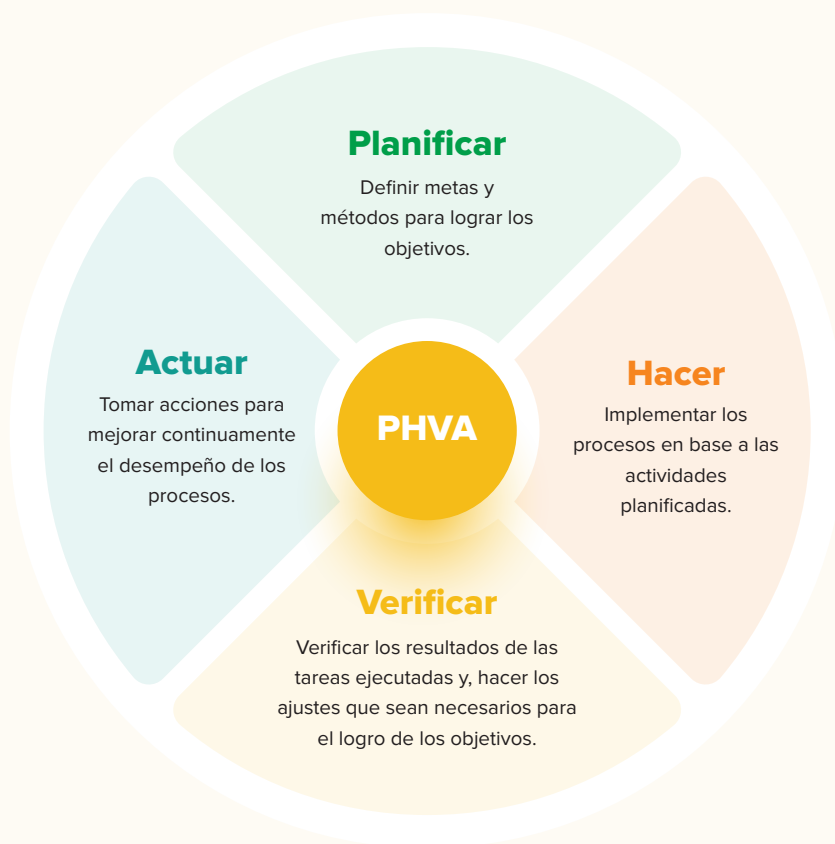 Planificar
Definir metas y
métodos para lograr los
objetivos.
Hacer
Implementar los
procesos en base a las
actividades
planificadas.
Verificar
Verificar los resultados de las
tareas ejecutadas y, hacer los
ajustes que sean necesarios para
el logro de los objetivos.
Actuar
Tomar acciones para
mejorar continuamente
el desempeño de los
procesos.
PHVA